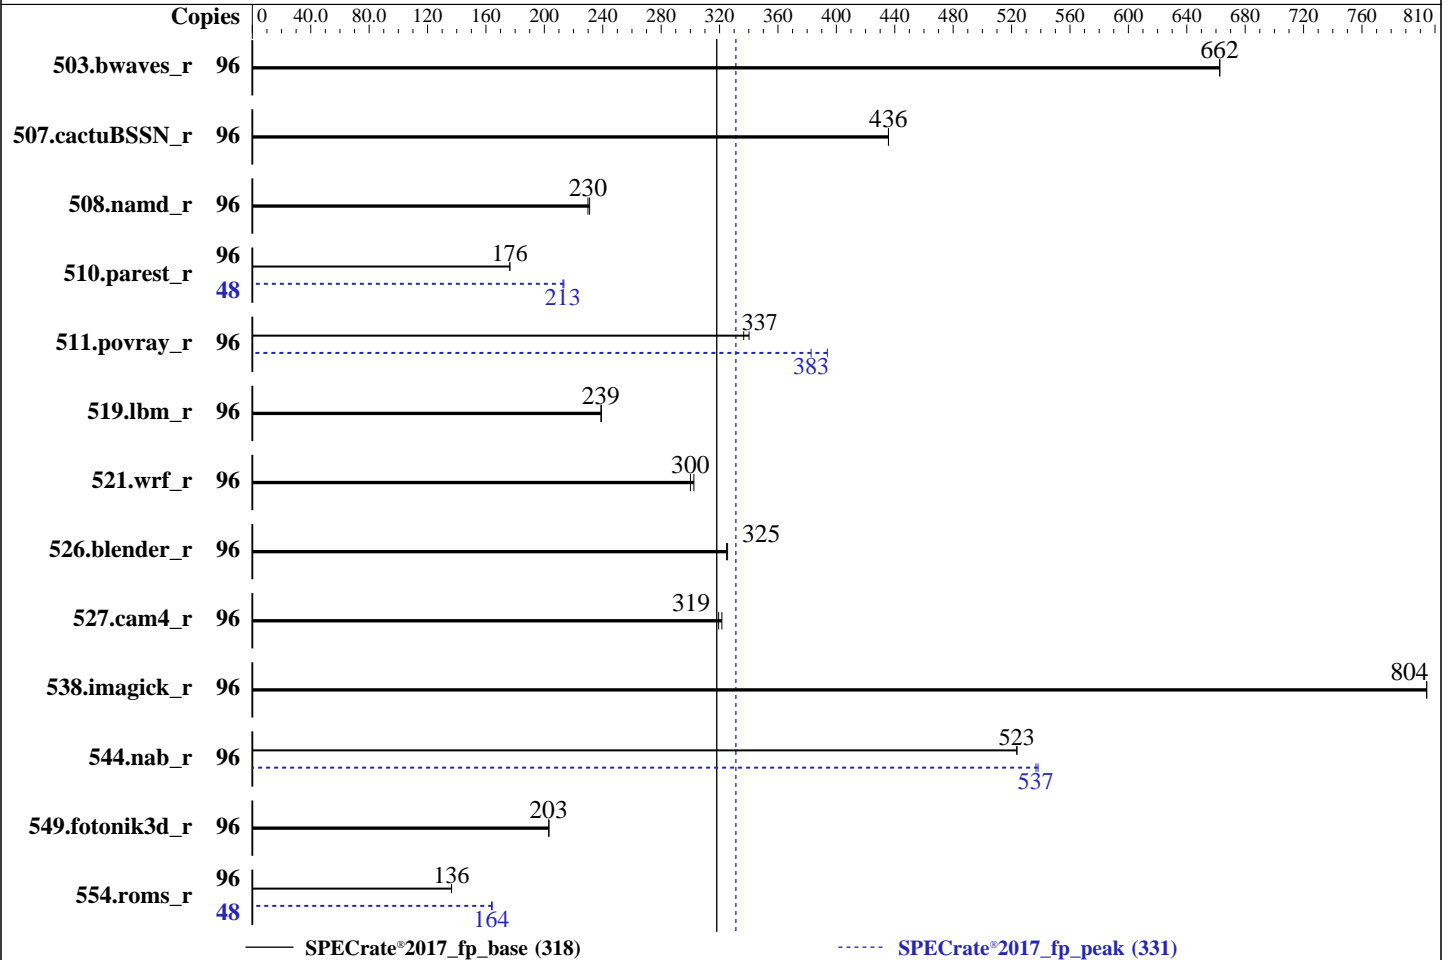 Copies 0 40.0 80.0 120 160 200 240 280 320 360 400 440 480 520 560 600 640 680 720 760 810
503.bwaves_r 96 662
507.cactuBSSN_r 96 436
508.namd_r 96 230
510.parest_r 96 176
48 213
511.povray_r 96 337
383
519.lbm_r 96 239
521.wrf_r 96 300
526.blender_r 96 325
527.cam4_r 96 319
538.imagick_r 96 804
544.nab_r 96 523
537
549.fotonik3d_r 96 203
554.roms_r 96 136
48 164
SPECrate®2017_fp_base (318) SPECrate®2017_fp_peak (331)